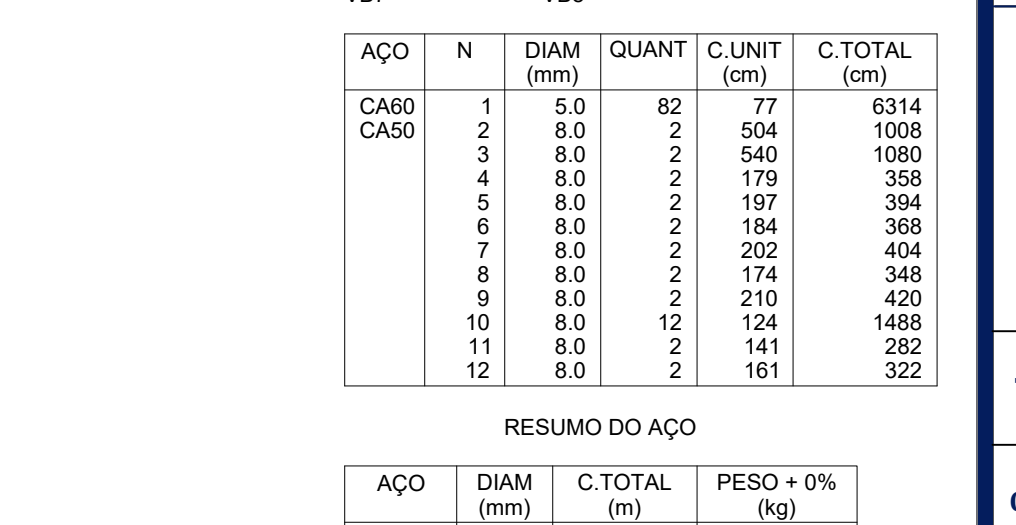 AÇO N DIAM QUANT C.UNIT C.TOTAL
(mm) (cm) (cm)
CA60 1 5.0 82 77 6314
CA50 2 8.0 2 504 1008
3 8.0 2 540 1080
4 8.0 2 179 358
5 8.0 2 197 394
6 8.0 2 184 368
7 8.0 2 202 404
8 8.0 2 174 348
9 8.0 2 210 420
10 8.0 12 124 1488
11 8.0 2 141 282
12 8.0 2 161 322
RESUMO DO AÇO
AÇO DIAM C.TOTAL PESO + 0%
(mm) (m) (kg)